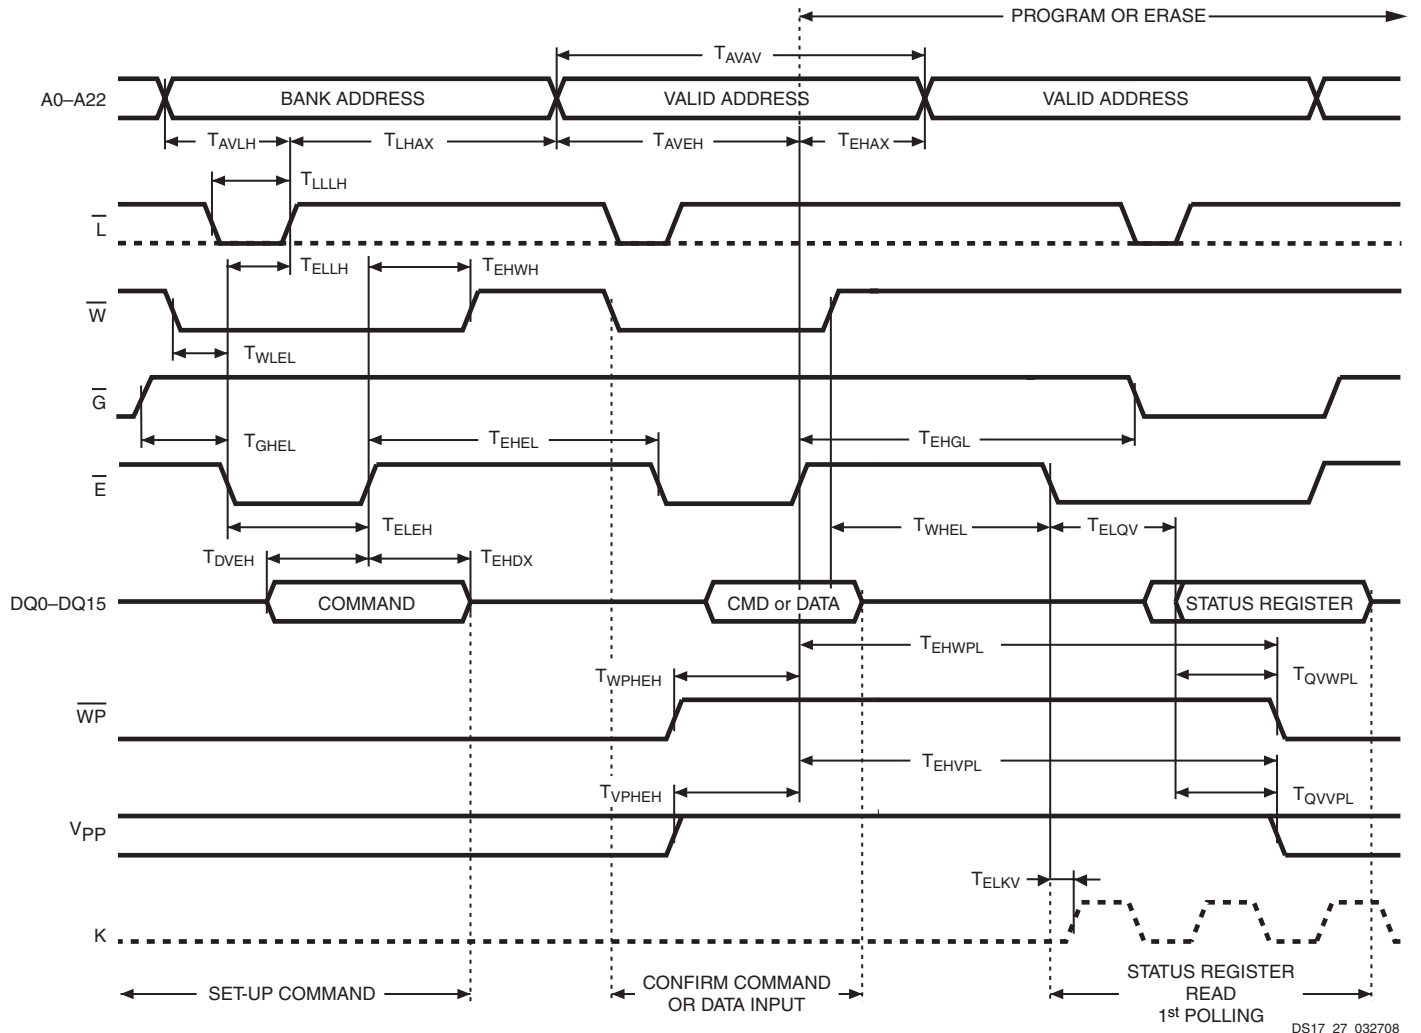 PROGRAM OR ERASE
TAVAV
A0–A22
BANK ADDRESS
VALID ADDRESS
VALID ADDRESS
TAVLH
TLHAX
TAVEH
TEHAX
TLLLH
L
TELLH
TEHWH
W
TWLEL
G
TGHEL
TEHEL
TEHGL
E
TELEH
TWHEL
TELQV
TDVEH
TEHDX
DQ0–DQ15
COMMAND
CMD or DATA
STATUS REGISTER
TEHWPL
TWPHEH
TQVWPL
WP
TEHVPL
TVPHEH
TQVVPL
VPP
TELKV
K
SET-UP COMMAND
CONFIRM COMMAND
OR DATA INPUT
STATUS REGISTER
READ
1st POLLING
DS17_27_032708